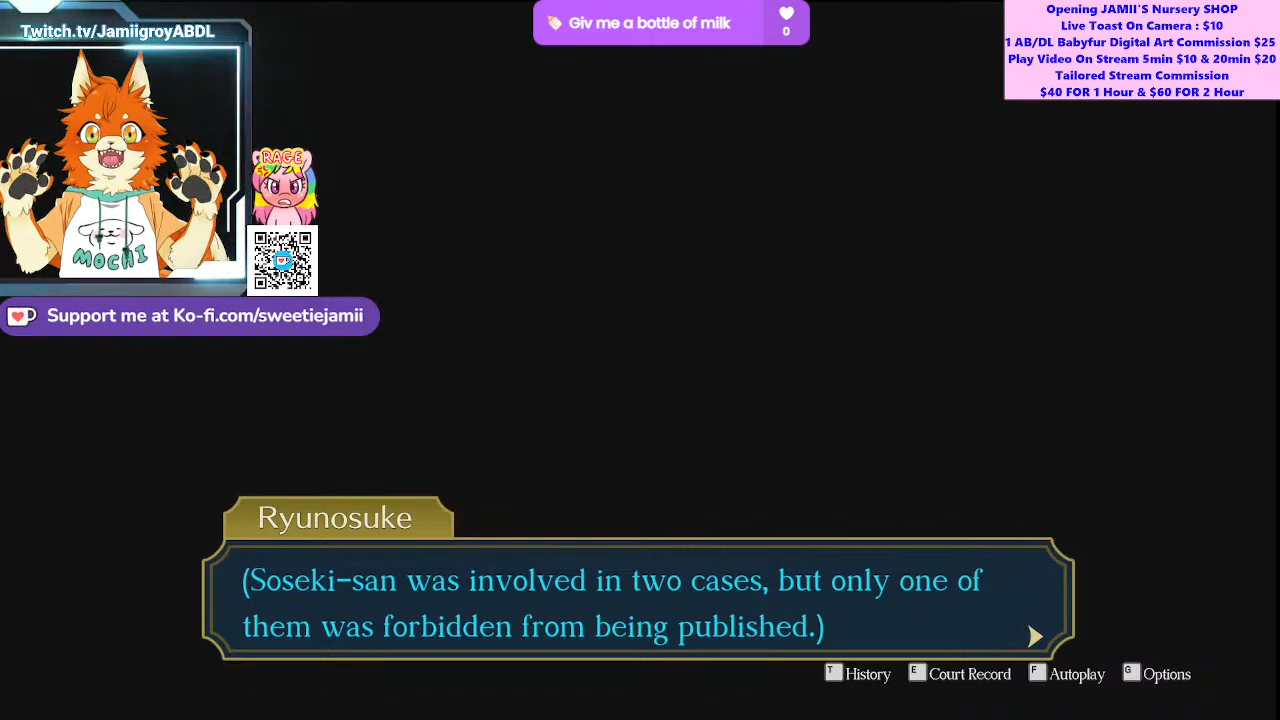 Twitch.tv/JamiigroyABDL
Giv me a bottle of milk
0
Opening JAMII'S Nursery SHOP
Live Toast On Camera : $10
1 AB/DL Babyfur Digital Art Commission $25
Play Video On Stream 5min $10 & 20min $20
Tailored Stream Commission
$40 FOR 1 Hour & $60 FOR 2 Hour
RAGE
MOCHI
Support me at Ko-fi.com/sweetiejamii
Ryunosuke
(Soseki-san was involved in two cases, but only one of
them was forbidden from being published.)
T History E Court Record F Autoplay G Options